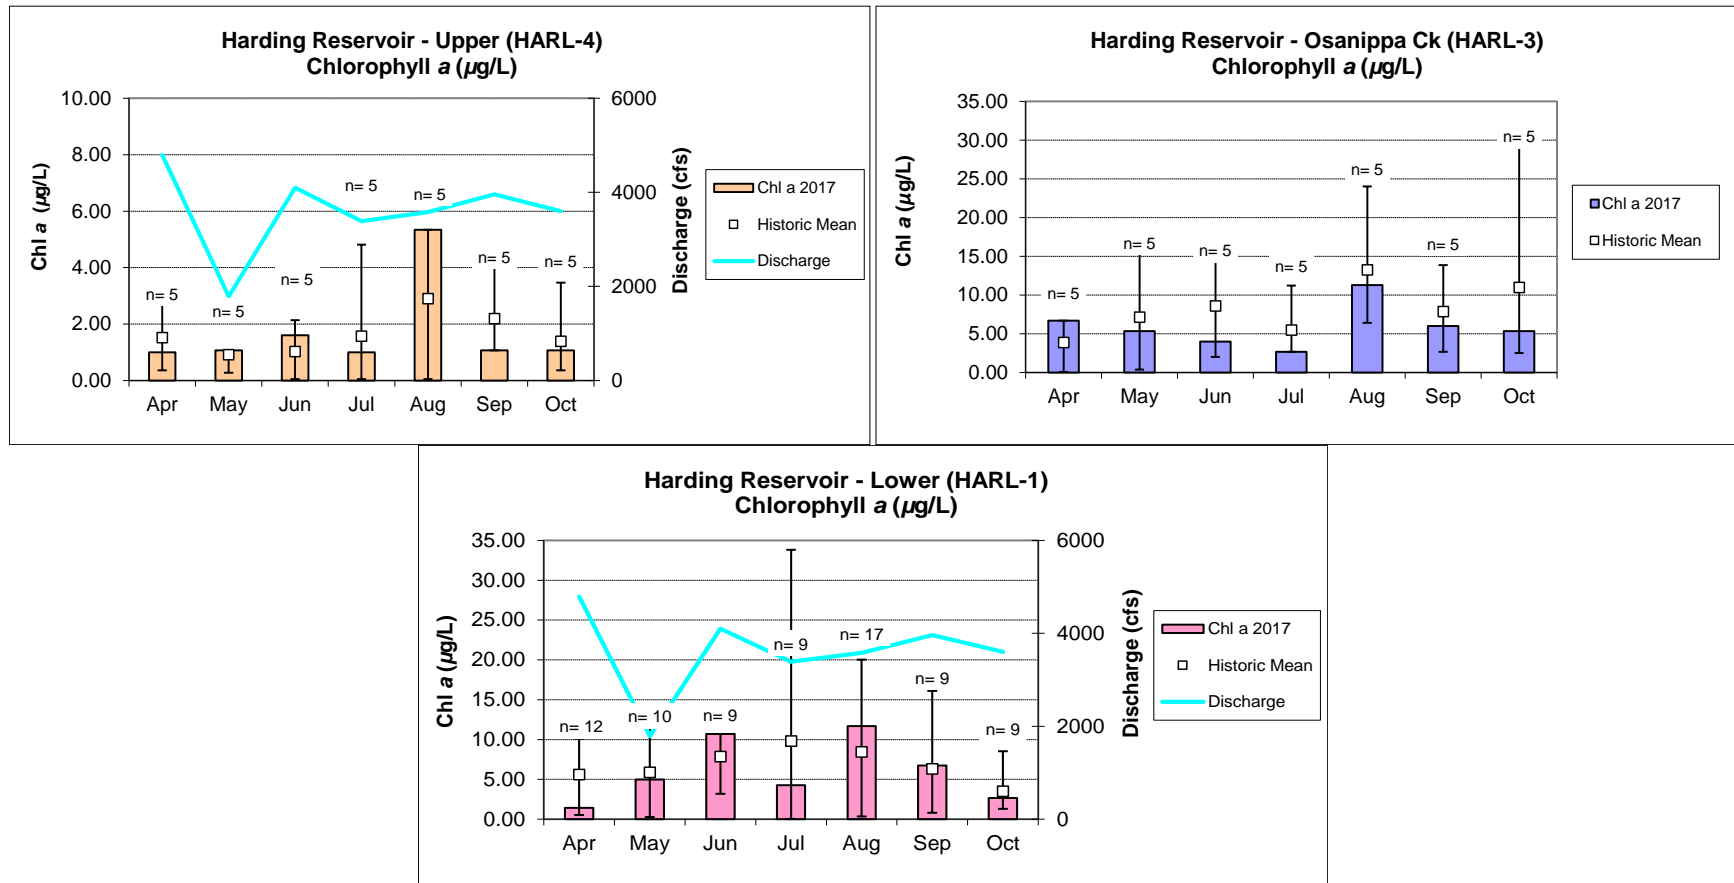 Harding Reservoir - Upper (HARL-4)
Chlorophyll a (µg/L)
Chl a (µg/L)
10.00
8.00
6.00
4.00
2.00
0.00
6000
4000
2000
0
Discharge (cfs)
n= 5
n= 5
n= 5
n= 5
n= 5
n= 5
n= 5
Apr May Jun Jul Aug Sep Oct
Chl a 2017
Historic Mean
Discharge
Harding Reservoir - Osanippa Ck (HARL-3)
Chlorophyll a (µg/L)
Chl a (µg/L)
35.00
30.00
25.00
20.00
15.00
10.00
5.00
0.00
n= 5
n= 5
n= 5
n= 5
n= 5
n= 5
n= 5
Apr May Jun Jul Aug Sep Oct
Chl a 2017
Historic Mean
Harding Reservoir - Lower (HARL-1)
Chlorophyll a (µg/L)
Chl a (µg/L)
35.00
30.00
25.00
20.00
15.00
10.00
5.00
0.00
6000
4000
2000
0
Discharge (cfs)
n= 12
n= 10
n= 9
n= 9
n= 17
n= 9
n= 9
Apr May Jun Jul Aug Sep Oct
Chl a 2017
Historic Mean
Discharge